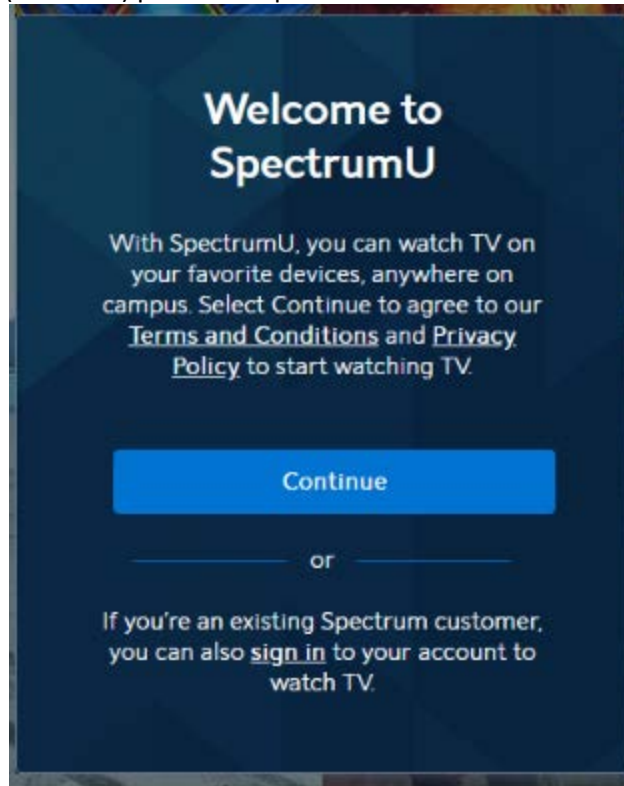 Welcome to
SpectrumU
With SpectrumU, you can watch TV on
your favorite devices, anywhere on
campus. Select Continue to agree to our
Terms and Conditions and Privacy
Policy to start watching TV.
Continue
or
If you're an existing Spectrum customer,
you can also sign in to your account to
watch TV.